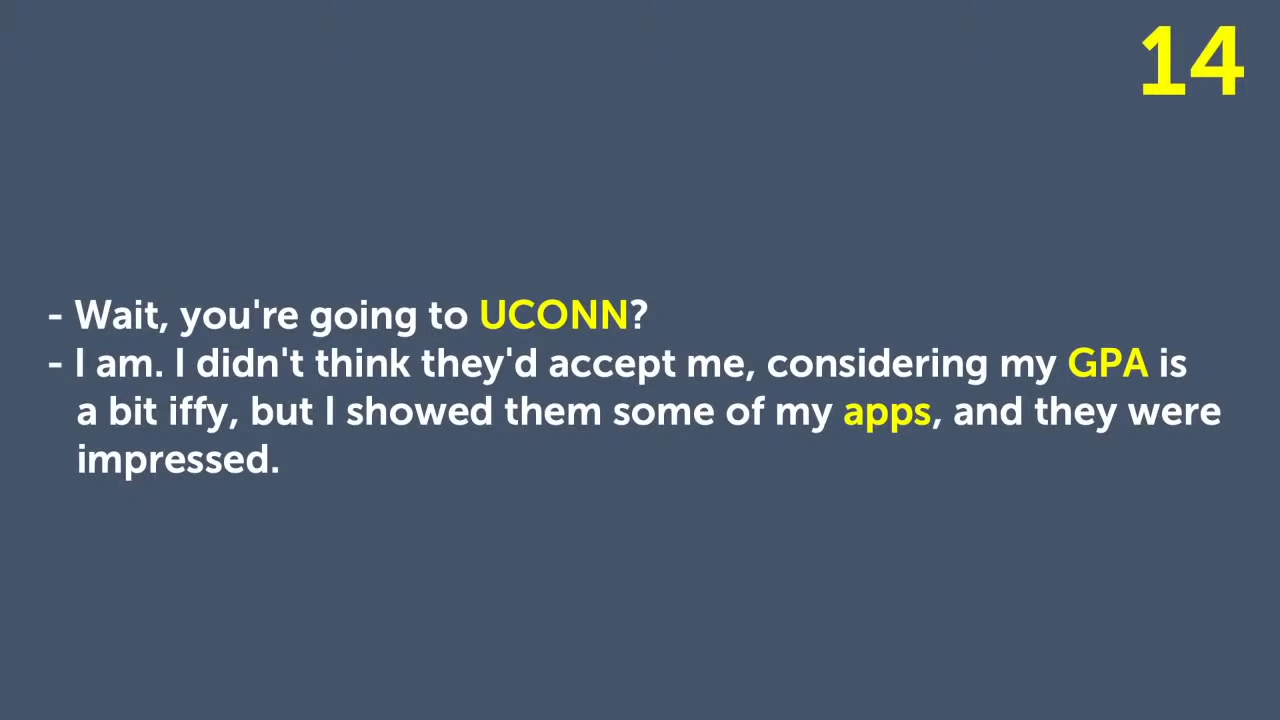 14
- Wait, you're going to UCONN?
- I am. I didn't think they'd accept me, considering my GPA is
a bit iffy, but I showed them some of my apps, and they were
impressed.